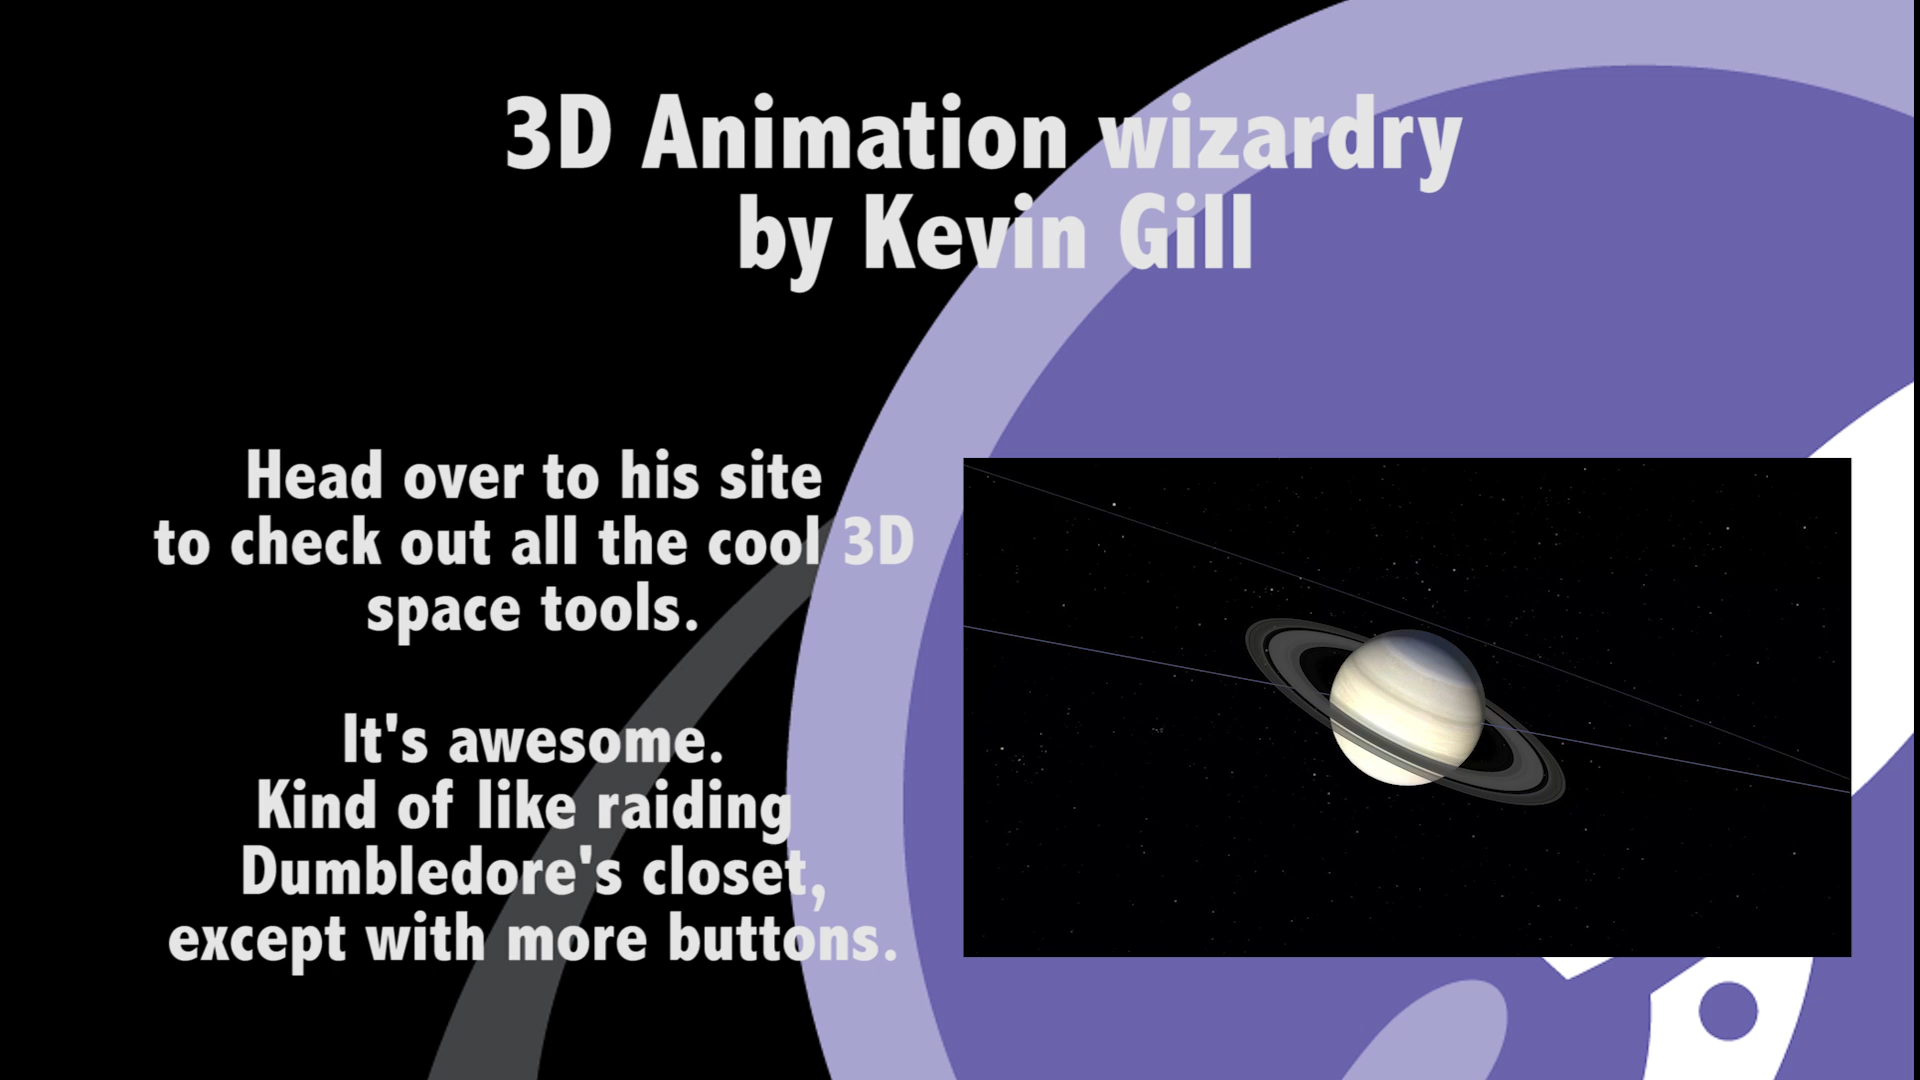 3D Animation wizardry
by Kevin Gill
Head over to his site
to check out all the cool 3D
space tools.
It's awesome.
Kind of like raiding
Dumbledore's closet,
except with more buttons.